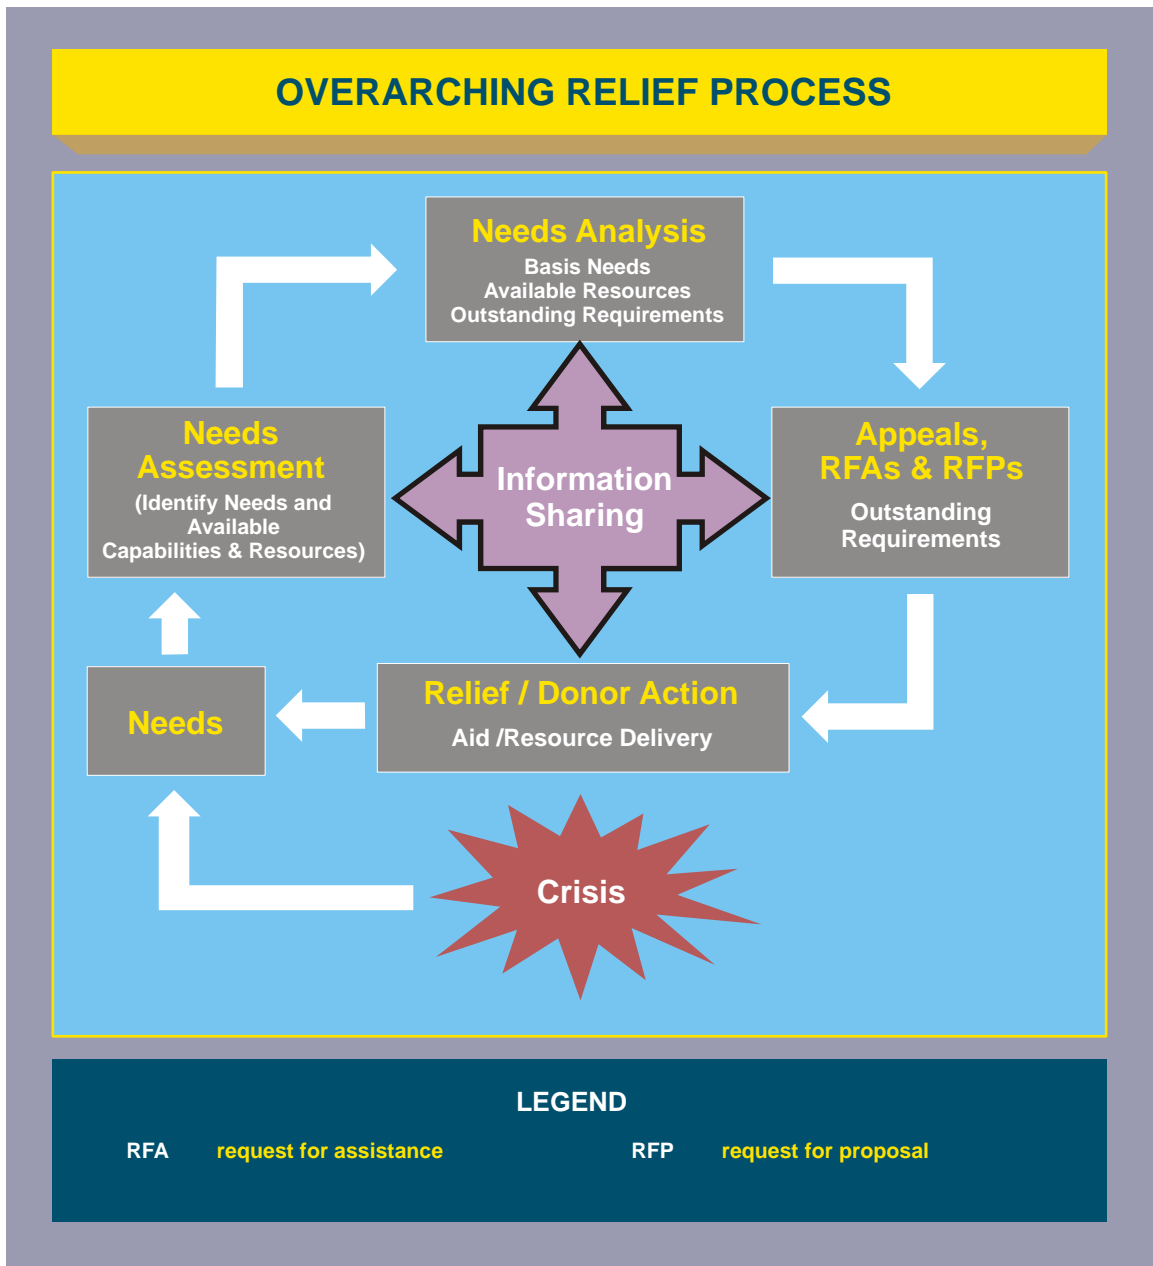 OVERARCHING RELIEF PROCESS
Needs Analysis
Basis Needs
Available Resources
Outstanding Requirements
Needs
Assessment
(Identify Needs and
Available
Capabilities & Resources)
Information
Sharing
Appeals,
RFAs & RFPs
Outstanding
Requirements
Needs
Relief / Donor Action
Aid /Resource Delivery
Crisis
LEGEND
RFA request for assistance
RFP request for proposal